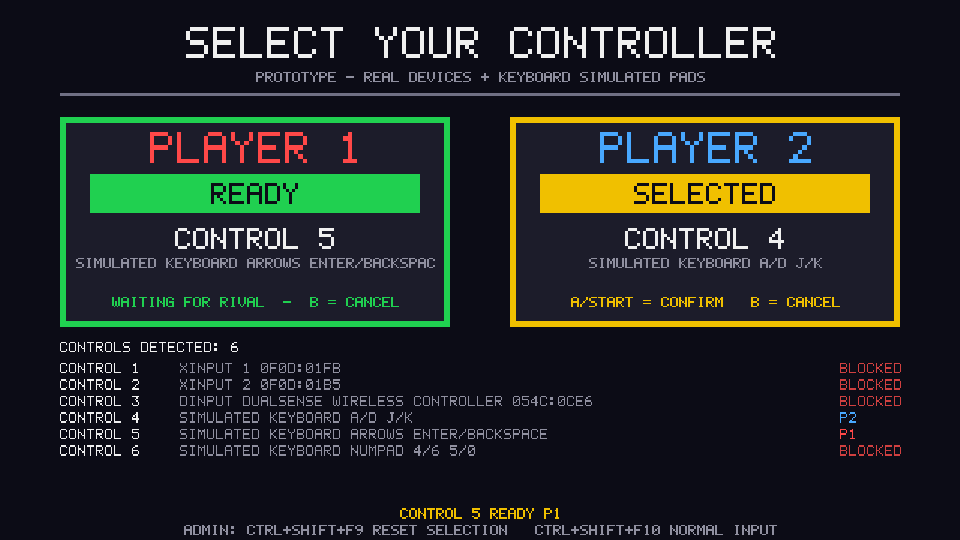 SELECT YOUR CONTROLLER
PROTOTYPE - REAL DEVICES + KEYBOARD SIMULATED PADS
PLAYER 1
READY
CONTROL 5
SIMULATED KEYBOARD ARROWS ENTER/BACKSPAC
WAITING FOR RIVAL - B = CANCEL
PLAYER 2
SELECTED
CONTROL 4
SIMULATED KEYBOARD A/D J/K
A/START = CONFIRM B = CANCEL
CONTROLS DETECTED: 6
CONTROL 1 XINPUT 1 0F0D:01FB BLOCKED
CONTROL 2 XINPUT 2 0F0D:01B5 BLOCKED
CONTROL 3 DINPUT DUALSENSE WIRELESS CONTROLLER 054C:0CE6 BLOCKED
CONTROL 4 SIMULATED KEYBOARD A/D J/K P2
CONTROL 5 SIMULATED KEYBOARD ARROWS ENTER/BACKSPACE P1
CONTROL 6 SIMULATED KEYBOARD NUMPAD 4/6 5/0 BLOCKED
CONTROL 5 READY P1
ADMIN: CTRL+SHIFT+F9 RESET SELECTION CTRL+SHIFT+F10 NORMAL INPUT